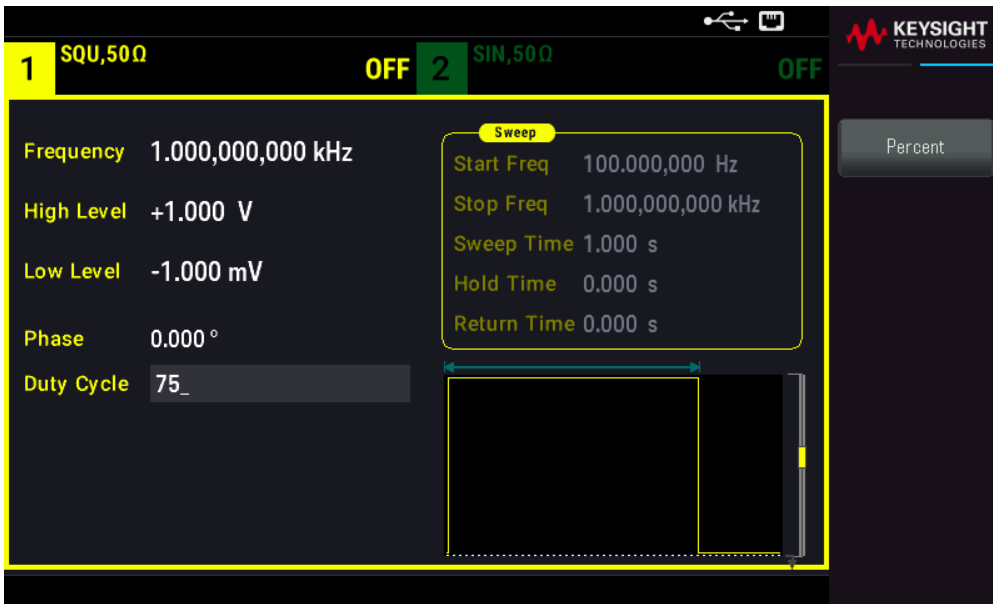 KEYSIGHT
TECHNOLOGIES
1 SQU,50Ω OFF
2 SIN,50Ω OFF
Percent
Frequency 1.000,000,000 kHz
High Level +1.000 V
Low Level -1.000 mV
Phase 0.000 °
Duty Cycle 75_
Sweep
Start Freq 100.000,000 Hz
Stop Freq 1.000,000,000 kHz
Sweep Time 1.000 s
Hold Time 0.000 s
Return Time 0.000 s